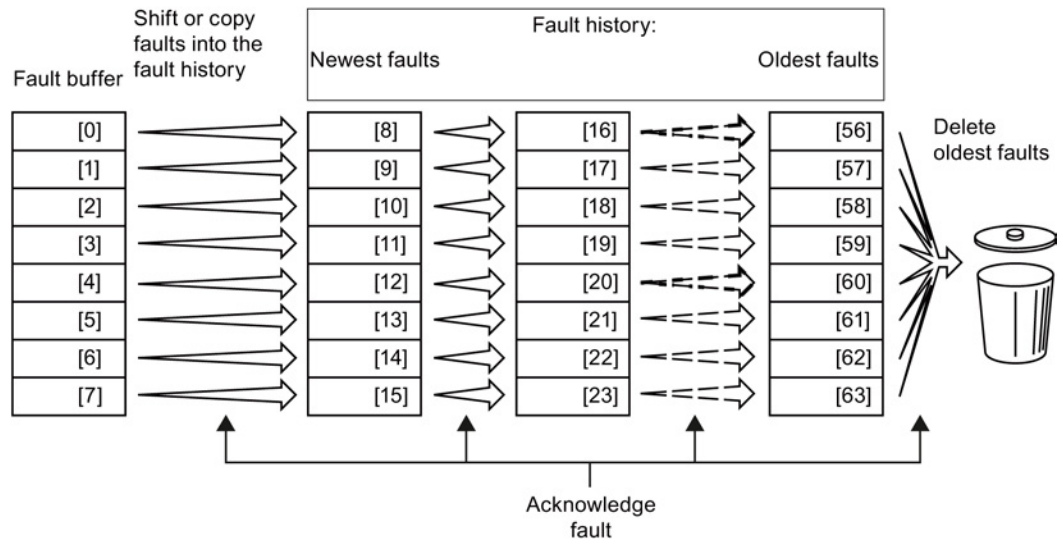 Shift or copy
faults into the
fault history
Fault history:
Fault buffer
Newest faults
Oldest faults
[0] [8] [16] [56]
[1] [9] [17] [57]
[2] [10] [18] [58]
[3] [11] [19] [59]
[4] [12] [20] [60]
[5] [13] [21] [61]
[6] [14] [22] [62]
[7] [15] [23] [63]
Delete
oldest faults
Acknowledge
fault